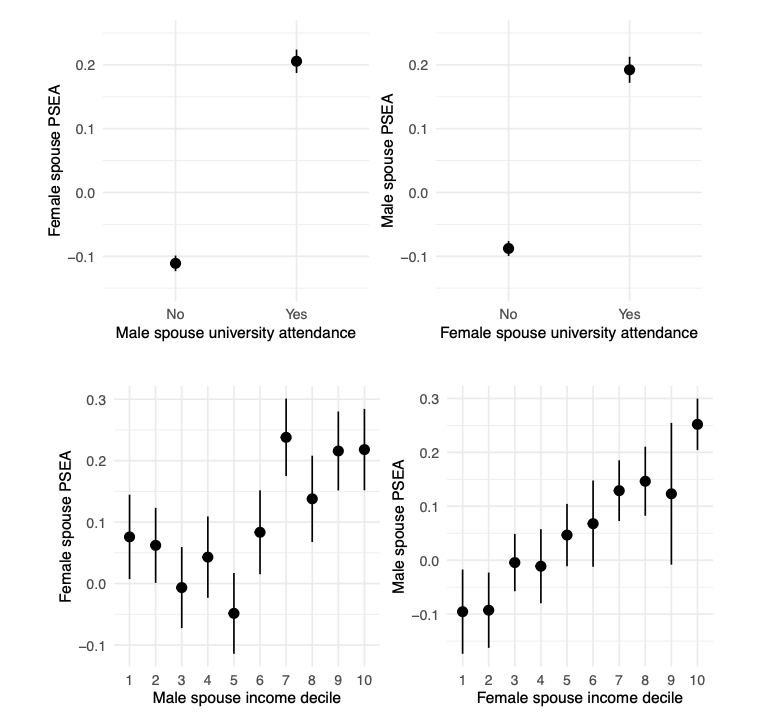 Female spouse PSEA
0.2
0.1
0.0
−0.1
No Yes
Male spouse university attendance
Male spouse PSEA
0.2
0.1
0.0
−0.1
No Yes
Female spouse university attendance
Female spouse PSEA
0.3
0.2
0.1
0.0
−0.1
1 2 3 4 5 6 7 8 9 10
Male spouse income decile
Male spouse PSEA
0.3
0.2
0.1
0.0
−0.1
1 2 3 4 5 6 7 8 9 10
Female spouse income decile